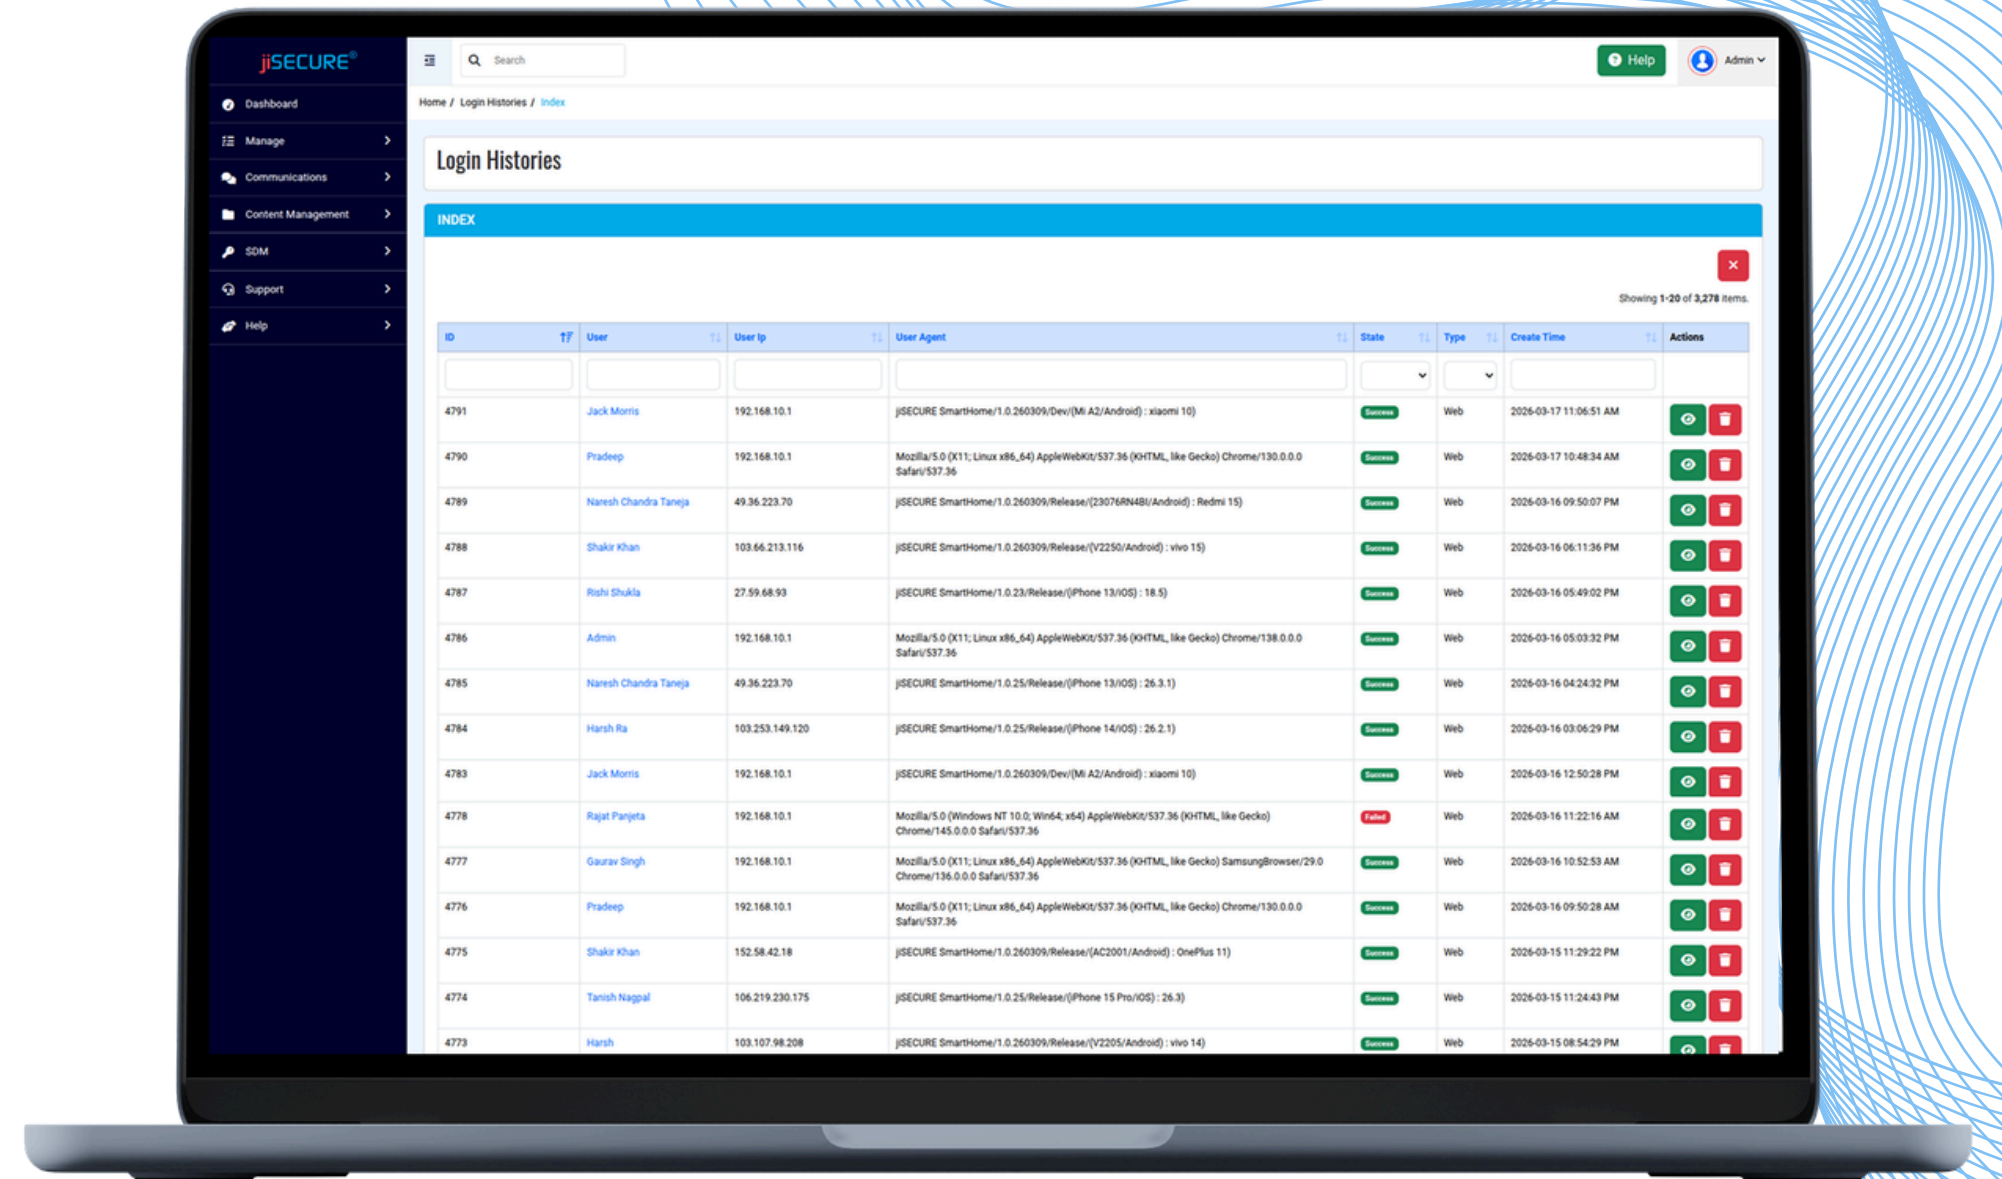 jiSECURE®
Search
Help
Admin
Dashboard
Manage
Communications
Content Management
SDM
Support
Help
Home / Login Histories / Index
Login Histories
INDEX
Showing 1-20 of 3,278 items.
ID User User Ip User Agent State Type Create Time Actions
4791 Jack Morris 192.168.10.1 jiSECURE SmartHome/1.0.260309/Dev/(Mi A2/Android) : xiaomi 10) Success Web 2026-03-17 11:06:51 AM
4790 Pradeep 192.168.10.1 Mozilla/5.0 (X11; Linux x86_64) AppleWebKit/537.36 (KHTML, like Gecko) Chrome/130.0.0.0 Success Web 2026-03-17 10:48:34 AM
Safari/537.36
4789 Naresh Chandra Taneja 49.36.223.70 jiSECURE SmartHome/1.0.260309/Release/(23076RN4BI/Android) : Redmi 15) Success Web 2026-03-16 09:50:07 PM
4788 Shakir Khan 103.66.213.116 jiSECURE SmartHome/1.0.260309/Release/(V2250/Android) : vivo 15) Success Web 2026-03-16 06:11:36 PM
4787 Rishi Shukla 27.59.68.93 jiSECURE SmartHome/1.0.23/Release/(iPhone 13/iOS) : 18.5) Success Web 2026-03-16 05:49:02 PM
4786 Admin 192.168.10.1 Mozilla/5.0 (X11; Linux x86_64) AppleWebKit/537.36 (KHTML, like Gecko) Chrome/138.0.0.0 Success Web 2026-03-16 05:03:32 PM
Safari/537.36
4785 Naresh Chandra Taneja 49.36.223.70 jiSECURE SmartHome/1.0.25/Release/(iPhone 13/iOS) : 26.3.1) Success Web 2026-03-16 04:24:32 PM
4784 Harsh Ra 103.253.149.120 jiSECURE SmartHome/1.0.25/Release/(iPhone 14/iOS) : 26.2.1) Success Web 2026-03-16 03:06:29 PM
4783 Jack Morris 192.168.10.1 jiSECURE SmartHome/1.0.260309/Dev/(Mi A2/Android) : xiaomi 10) Success Web 2026-03-16 12:50:28 PM
4778 Rajat Panjeta 192.168.10.1 Mozilla/5.0 (Windows NT 10.0; Win64; x64) AppleWebKit/537.36 (KHTML, like Gecko) Failed Web 2026-03-16 11:22:16 AM
Chrome/145.0.0.0 Safari/537.36
4777 Gaurav Singh 192.168.10.1 Mozilla/5.0 (X11; Linux x86_64) AppleWebKit/537.36 (KHTML, like Gecko) SamsungBrowser/29.0 Success Web 2026-03-16 10:52:53 AM
Chrome/136.0.0.0 Safari/537.36
4776 Pradeep 192.168.10.1 Mozilla/5.0 (X11; Linux x86_64) AppleWebKit/537.36 (KHTML, like Gecko) Chrome/130.0.0.0 Success Web 2026-03-16 09:50:28 AM
Safari/537.36
4775 Shakir Khan 152.58.42.18 jiSECURE SmartHome/1.0.260309/Release/(AC2001/Android) : OnePlus 11) Success Web 2026-03-15 11:29:22 PM
4774 Tanish Nagpal 106.219.230.175 jiSECURE SmartHome/1.0.25/Release/(iPhone 15 Pro/iOS) : 26.3) Success Web 2026-03-15 11:24:43 PM
4773 Harsh 103.107.98.208 jiSECURE SmartHome/1.0.260309/Release/(V2205/Android) : vivo 14) Success Web 2026-03-15 08:54:29 PM